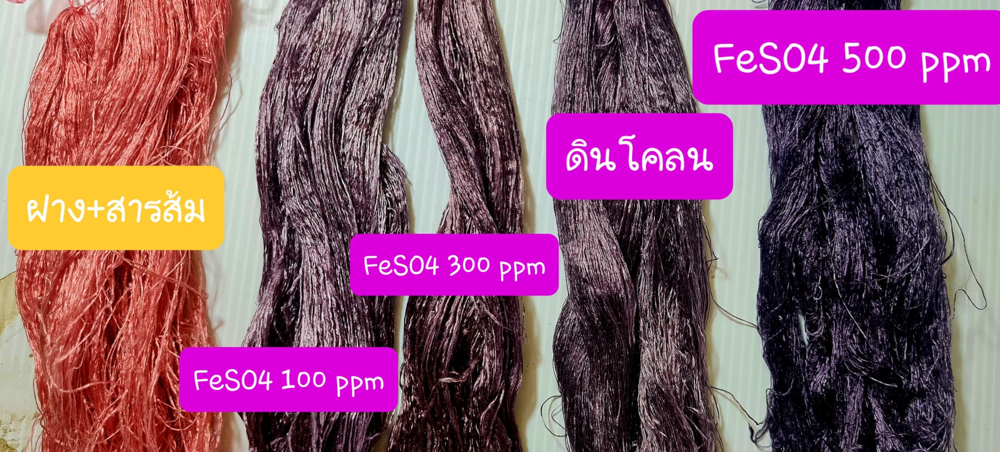 FeSO4 500 ppm
ดินโคลน
ฝาง+สารส้ม
FeSO4 300 ppm
FeSO4 100 ppm